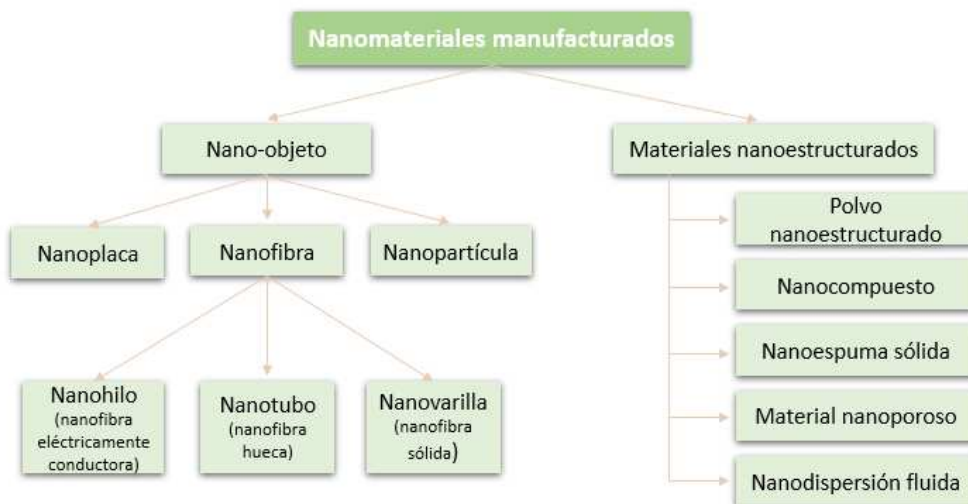 Nanomateriales manufacturados
Nano-objeto
Materiales nanoestructurados
Nanoplaca
Nanofibra
Nanopartícula
Polvo
nanoestructurado
Nanocompuesto
Nanoespuma sólida
Material nanoporoso
Nanodispersión fluida
Nanohilo
(nanofibra
eléctricamente
conductora)
Nanotubo
(nanofibra
hueca)
Nanovarilla
(nanofibra
sólida)